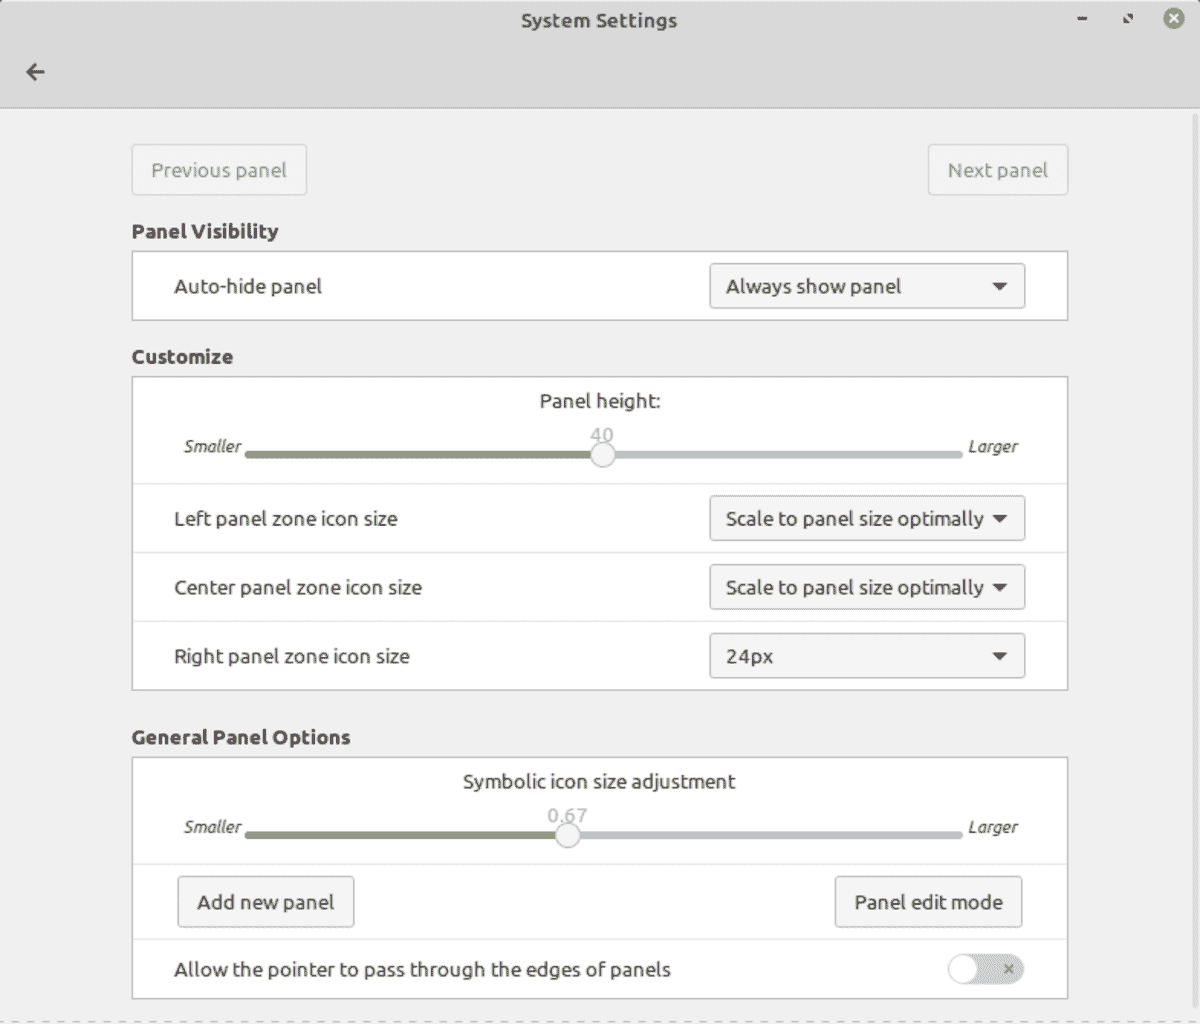 System Settings
Previous panel
Next panel
Panel Visibility
Auto-hide panel
Always show panel
Customize
Panel height:
40
Smaller
Larger
Left panel zone icon size
Scale to panel size optimally
Center panel zone icon size
Scale to panel size optimally
Right panel zone icon size
24px
General Panel Options
Symbolic icon size adjustment
0.67
Smaller
Larger
Add new panel
Panel edit mode
Allow the pointer to pass through the edges of panels